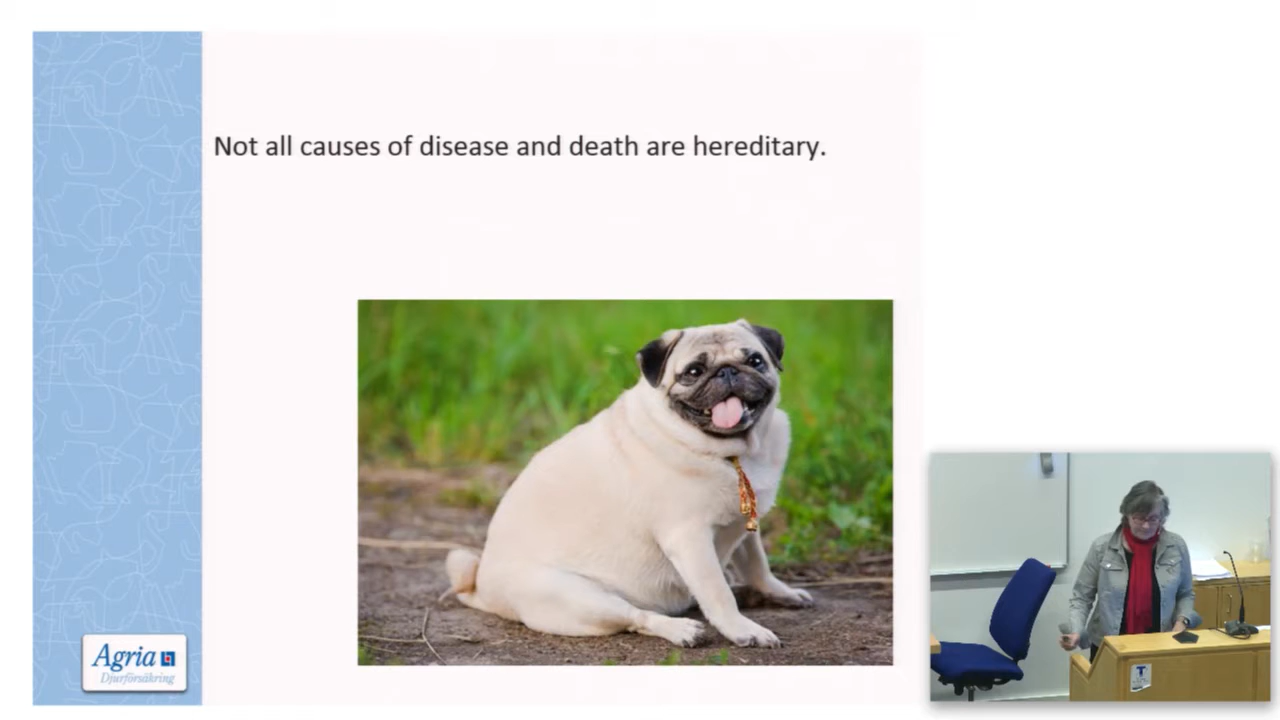 Not all causes of disease and death are hereditary.
Agria
Djurförsäkring